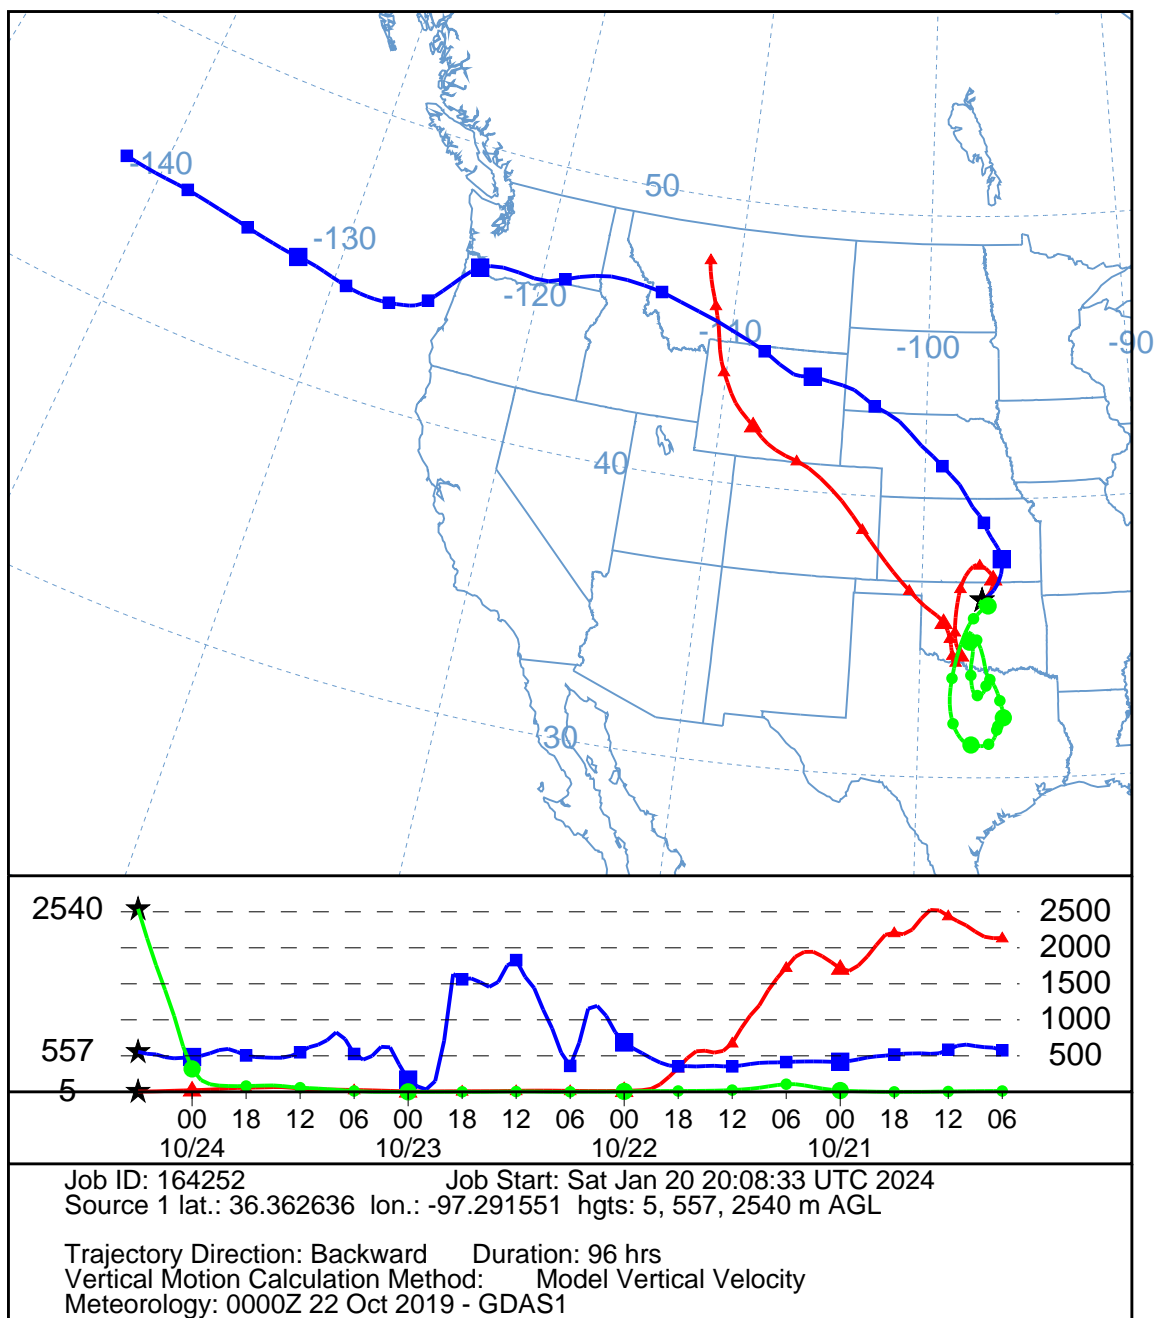 -140
50
-130
-120
-110
-100
-90
40
30
2540
2500
2000
1500
1000
557
500
5
00 18 12 06 00 18 12 06 00 18 12 06 00 18 12 06
10/24 10/23 10/22 10/21
Job ID: 164252 Job Start: Sat Jan 20 20:08:33 UTC 2024
Source 1 lat.: 36.362636 lon.: -97.291551 hgts: 5, 557, 2540 m AGL
Trajectory Direction: Backward Duration: 96 hrs
Vertical Motion Calculation Method: Model Vertical Velocity
Meteorology: 0000Z 22 Oct 2019 - GDAS1